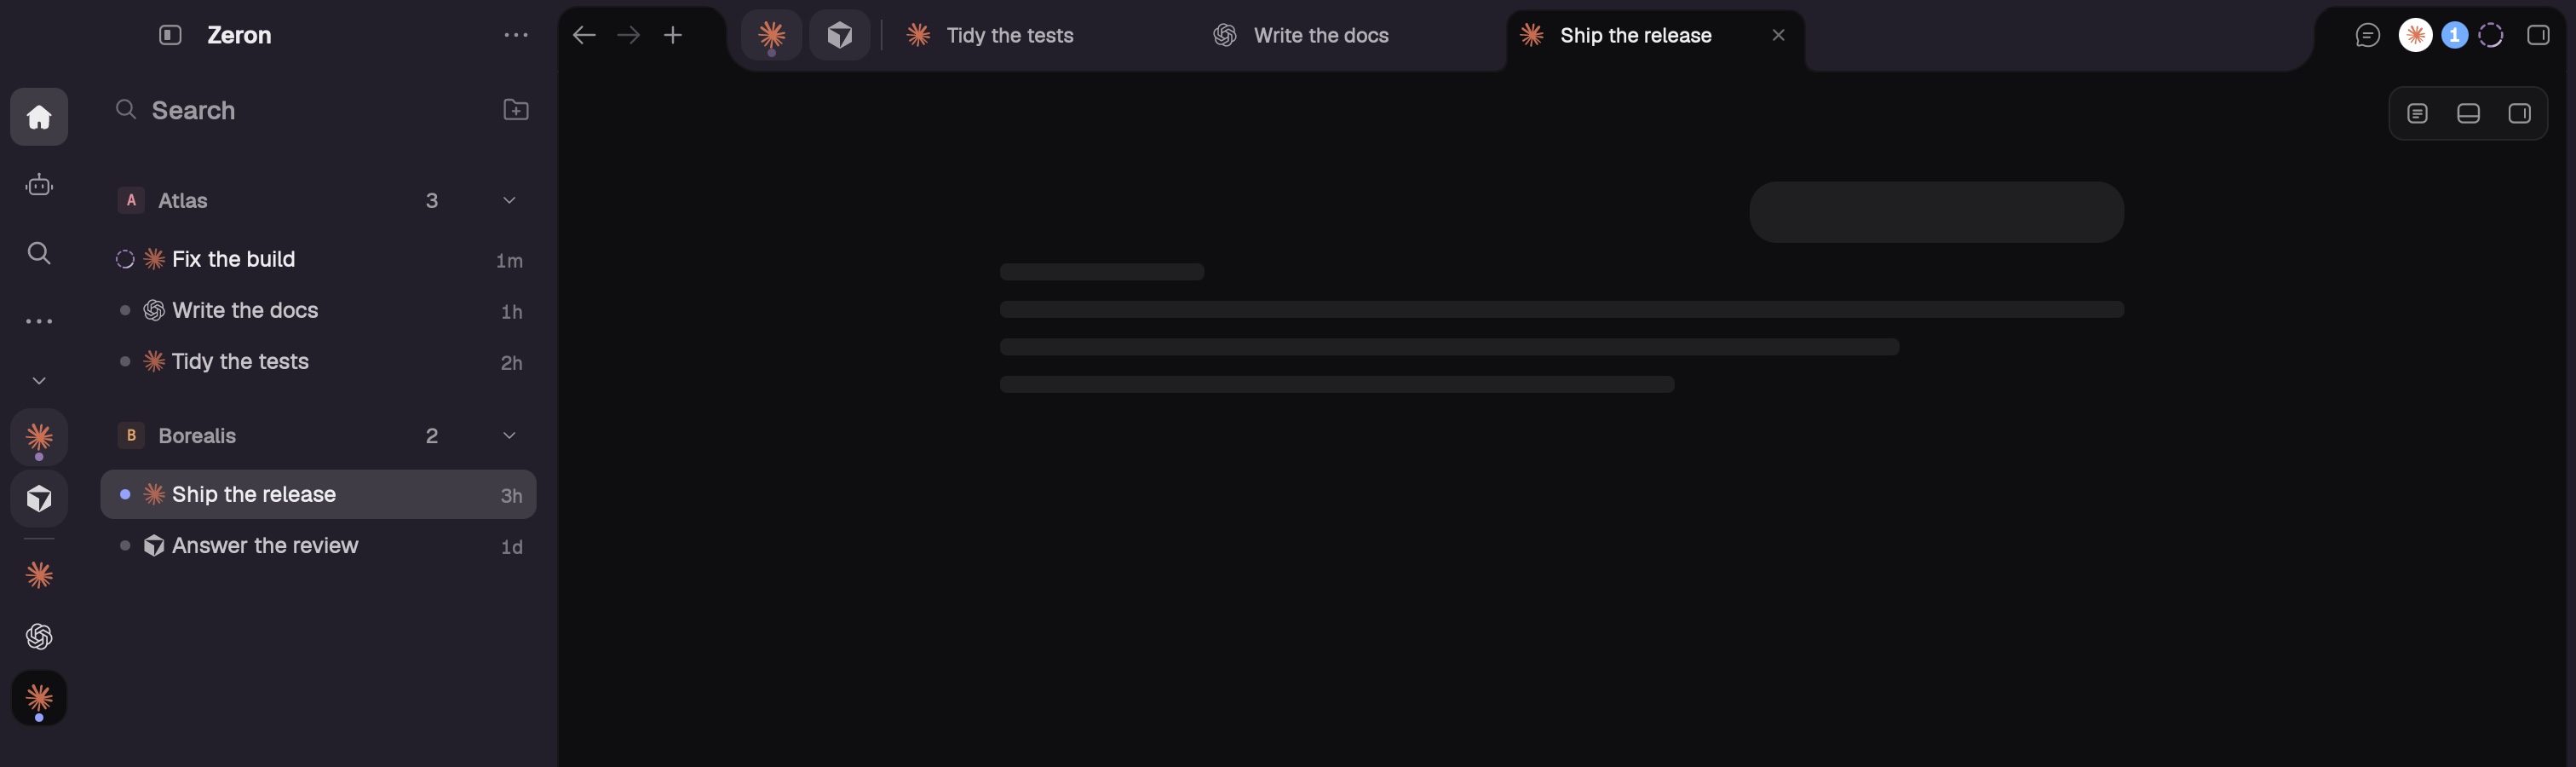 Zeron
Tidy the tests
Write the docs
Ship the release
1
Search
A Atlas 3
Fix the build 1m
Write the docs 1h
Tidy the tests 2h
B Borealis 2
Ship the release 3h
Answer the review 1d